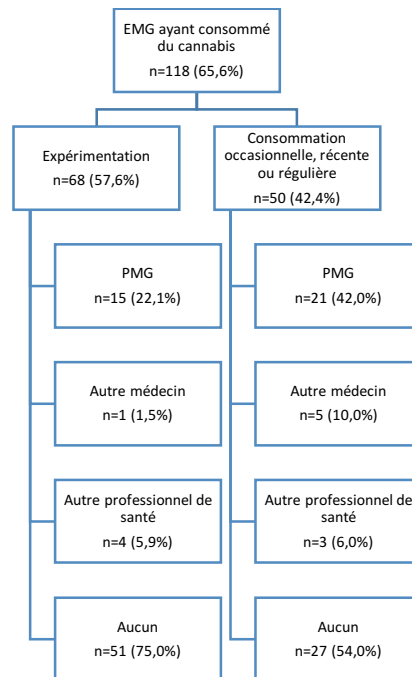 EMG ayant consommé
du cannabis
n=118 (65,6%)
Expérimentation
n=68 (57,6%)
Consommation
occasionnelle, récente
ou régulière
n=50 (42,4%)
PMG
n=15 (22,1%)
PMG
n=21 (42,0%)
Autre médecin
n=1 (1,5%)
Autre médecin
n=5 (10,0%)
Autre professionnel de
santé
n=4 (5,9%)
Autre professionnel de
santé
n=3 (6,0%)
Aucun
n=51 (75,0%)
Aucun
n=27 (54,0%)